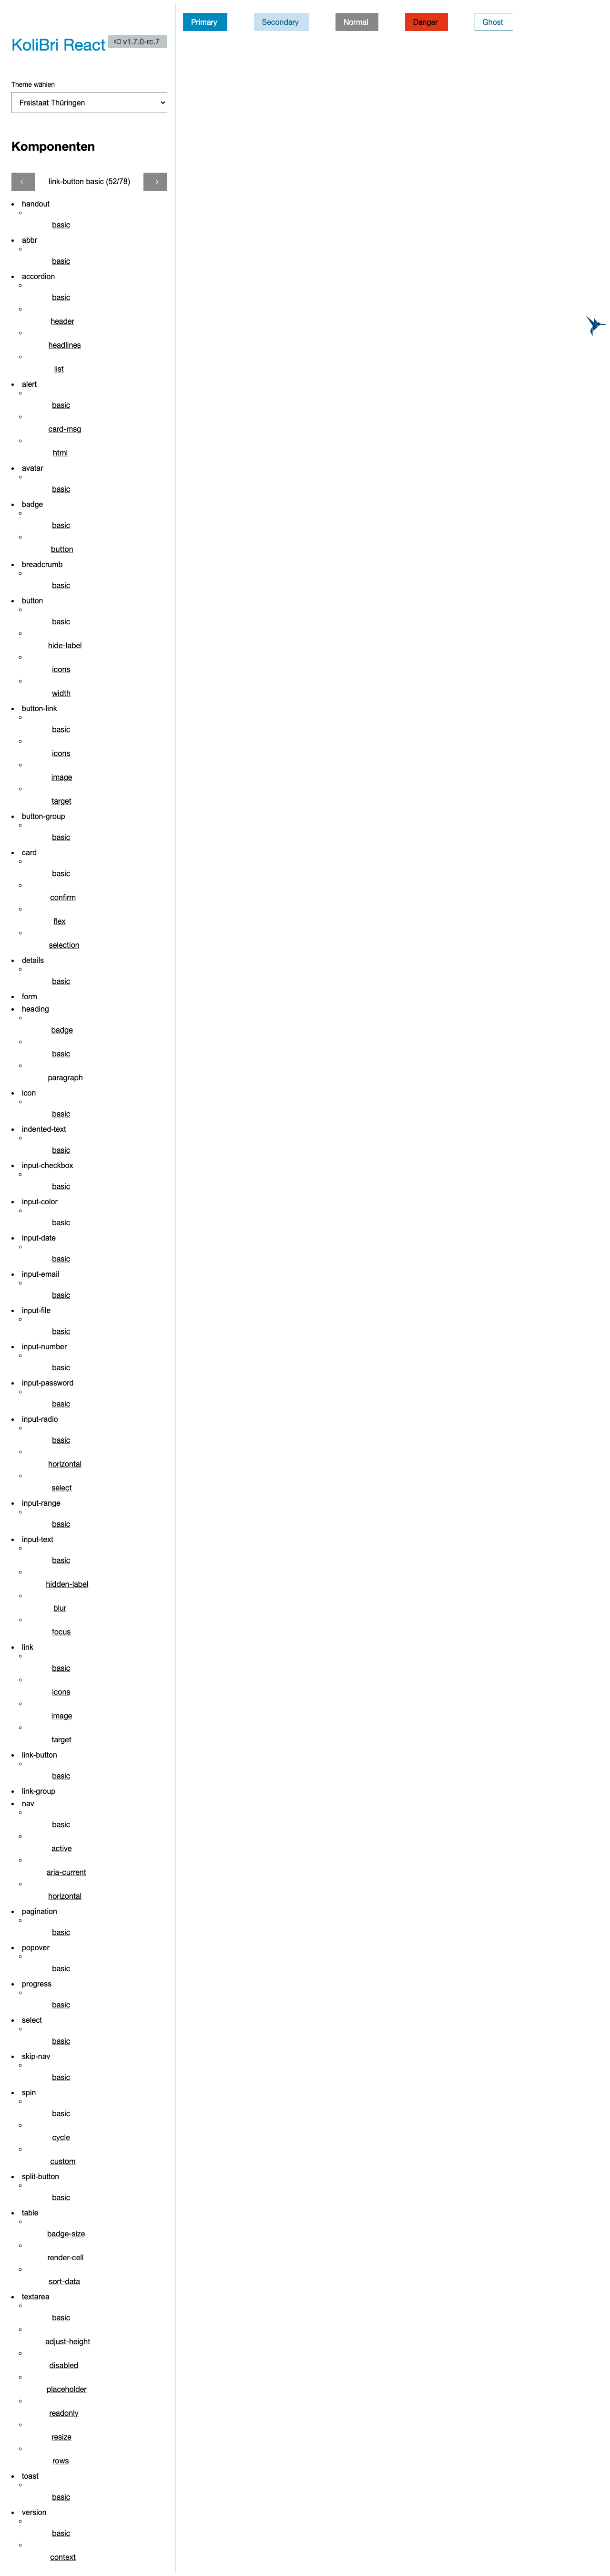 KoliBri React
v1.7.0-rc.7
Theme wählen
Freistaat Thüringen
Komponenten
← link-button basic (52/78) →
handout
basic
abbr
basic
accordion
basic
header
headlines
list
alert
basic
card-msg
html
avatar
basic
badge
basic
button
breadcrumb
basic
button
basic
hide-label
icons
width
button-link
basic
icons
image
target
button-group
basic
card
basic
confirm
flex
selection
details
basic
form
heading
badge
basic
paragraph
icon
basic
indented-text
basic
input-checkbox
basic
input-color
basic
input-date
basic
input-email
basic
input-file
basic
input-number
basic
input-password
basic
input-radio
basic
horizontal
select
input-range
basic
input-text
basic
hidden-label
blur
focus
link
basic
icons
image
target
link-button
basic
link-group
nav
basic
active
aria-current
horizontal
pagination
basic
popover
basic
progress
basic
select
basic
skip-nav
basic
spin
basic
cycle
custom
split-button
basic
table
badge-size
render-cell
sort-data
textarea
basic
adjust-height
disabled
placeholder
readonly
resize
rows
toast
basic
version
basic
context
Primary Secondary Normal Danger Ghost